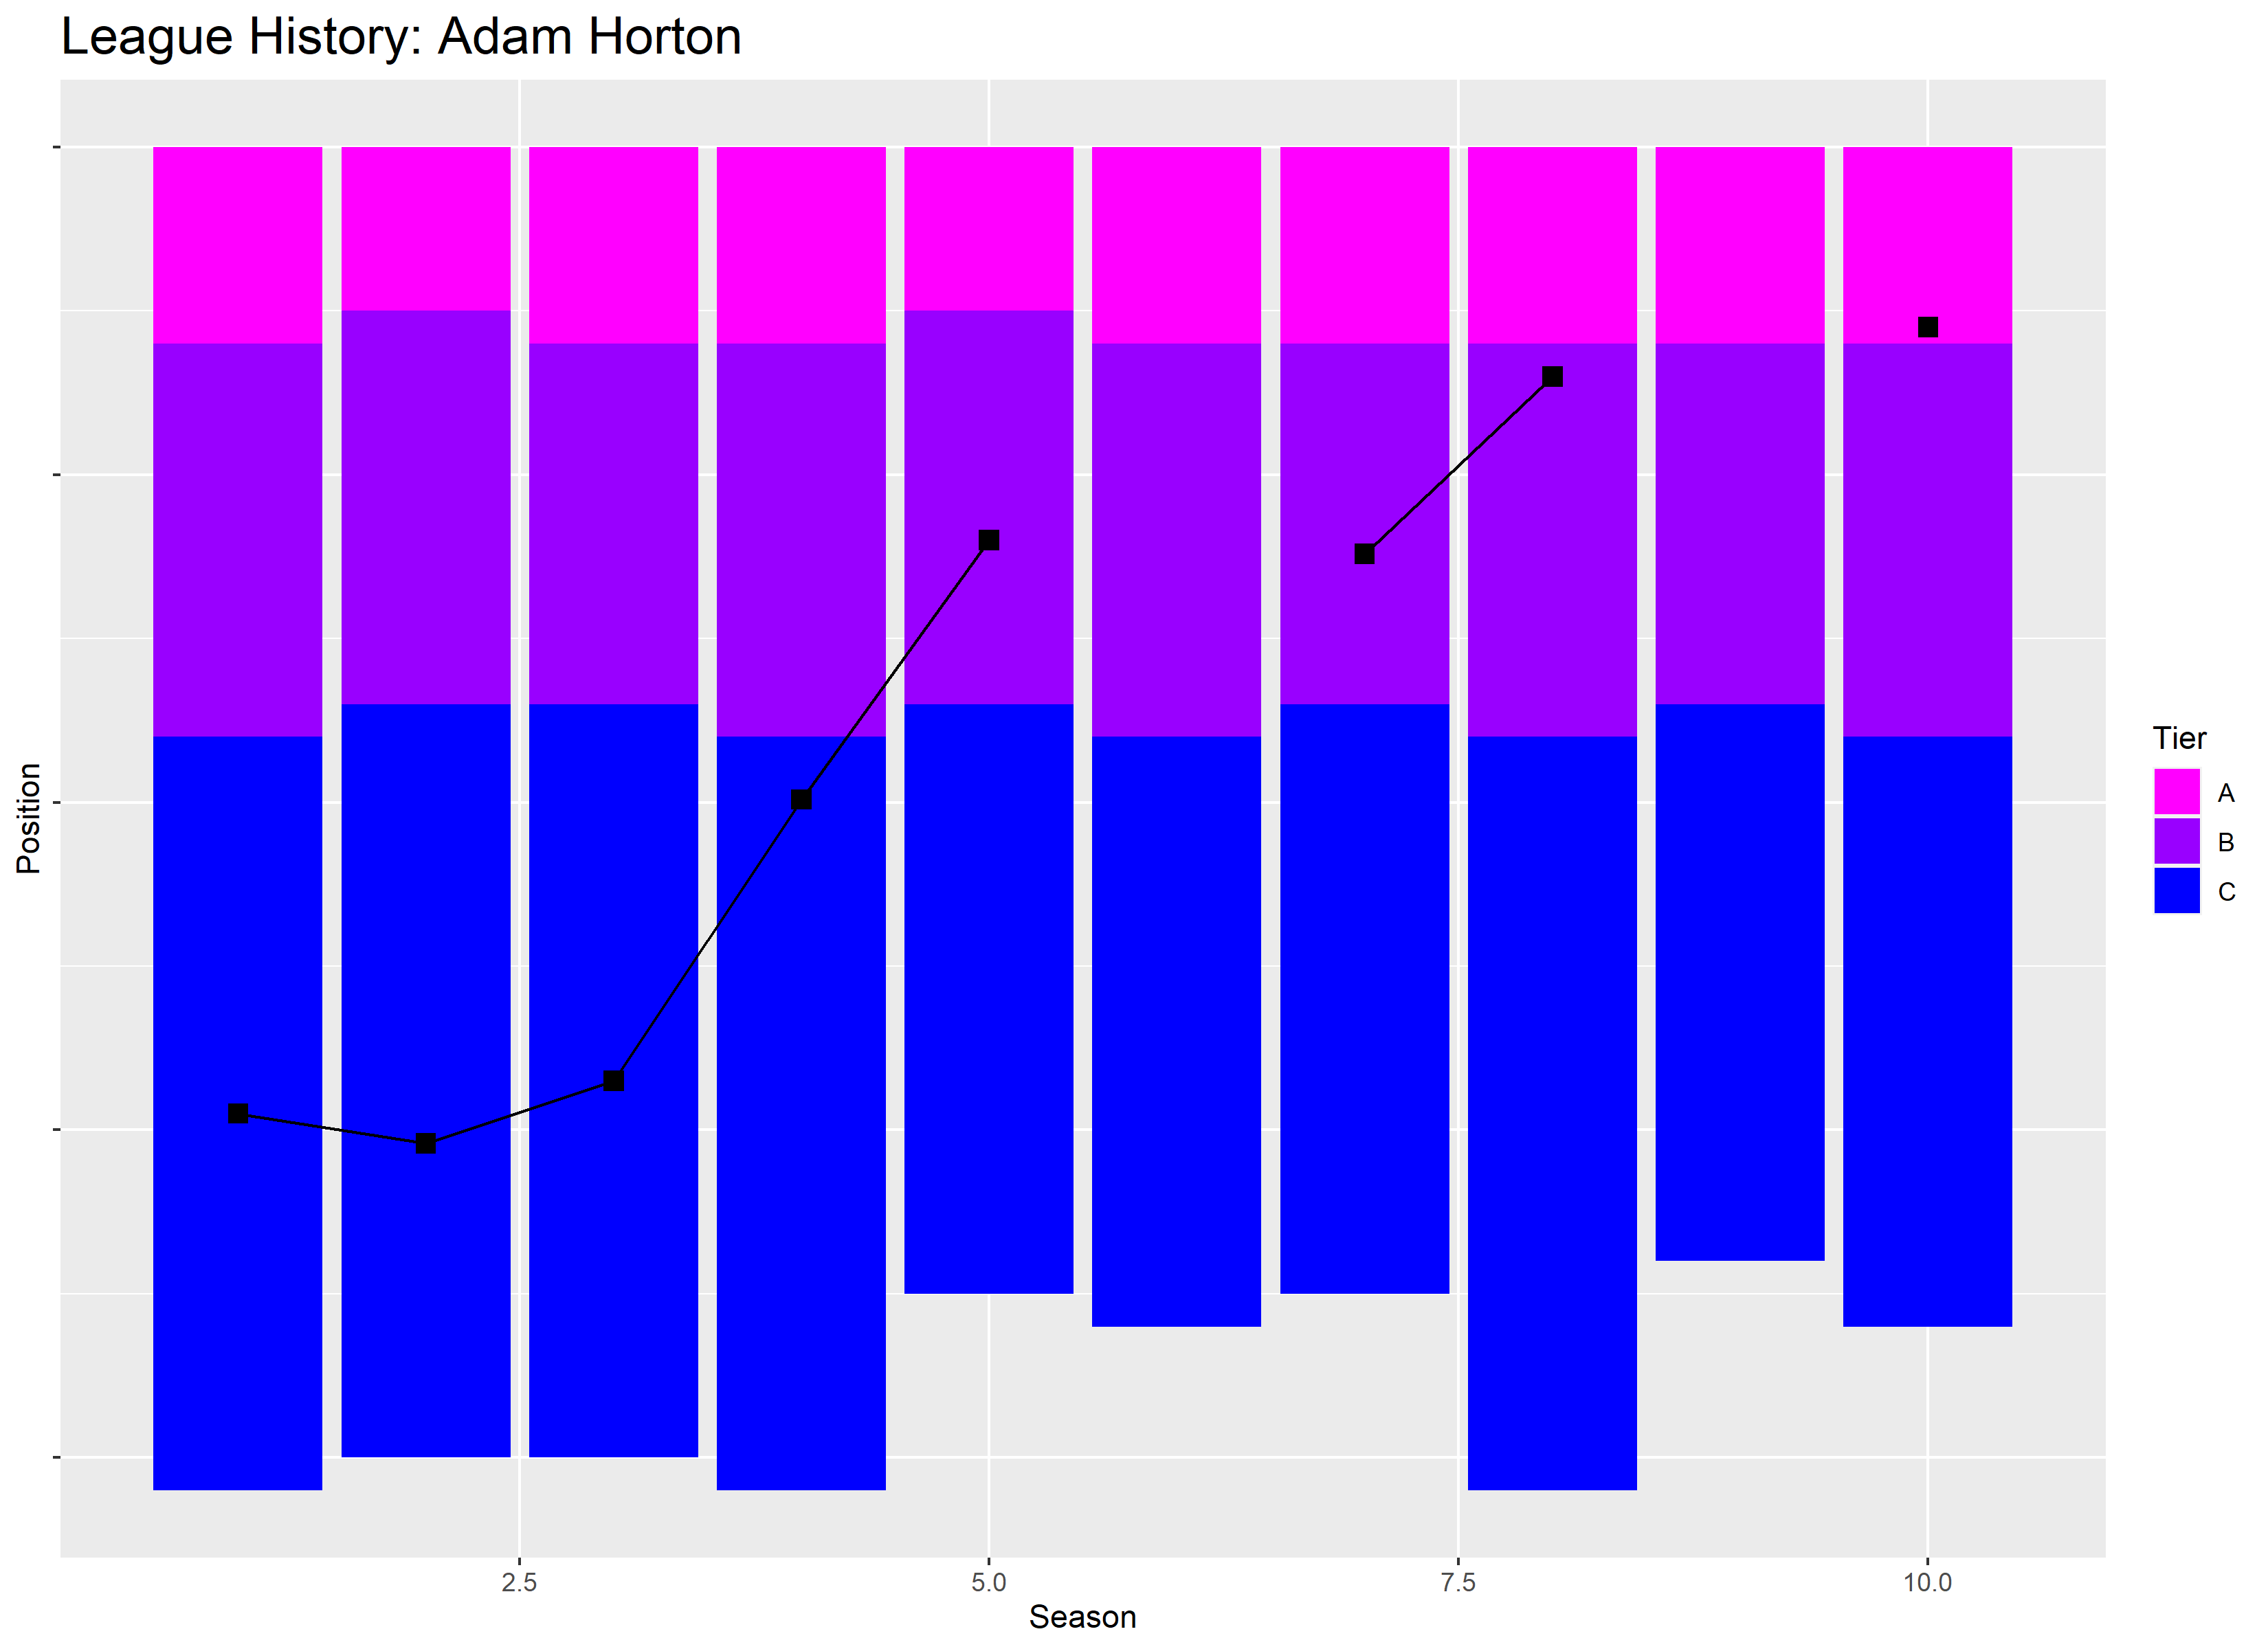 League History: Adam Horton
Position
Tier
A
B
C
2.5
5.0
7.5
10.0
Season